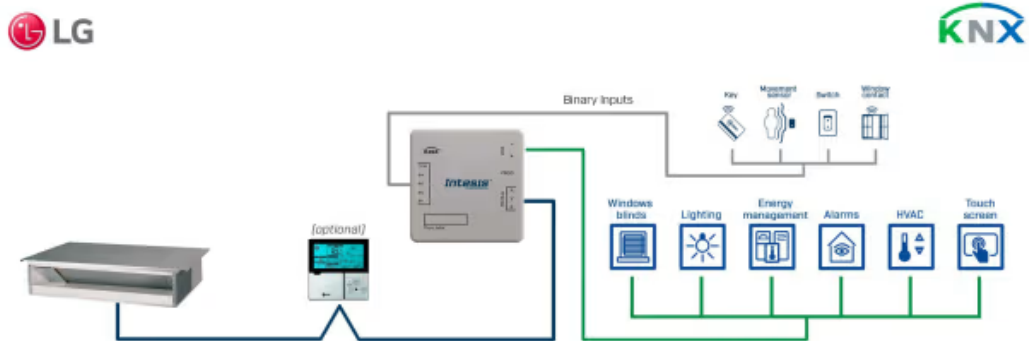 LG
KNX
Binary Inputs
Key
Movement
sensor
Switch
Window
contact
Intesis
Windows
blinds
Lighting
Energy
management
Alarms
HVAC
Touch
screen
[optional]